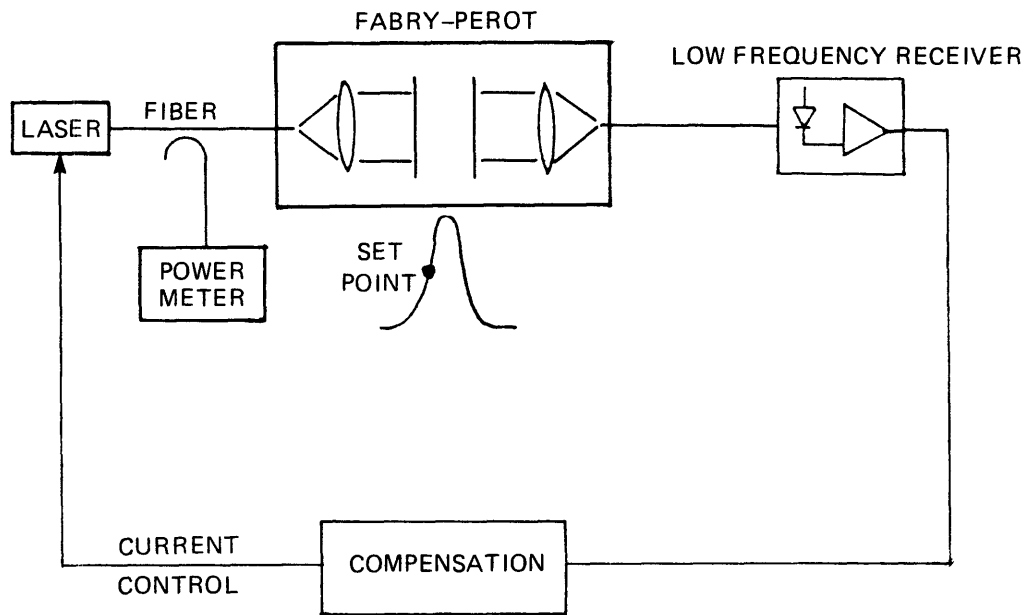 FABRY-PEROT
LOW FREQUENCY RECEIVER
FIBER
LASER
SET
POINT
POWER
METER
CURRENT
CONTROL
COMPENSATION